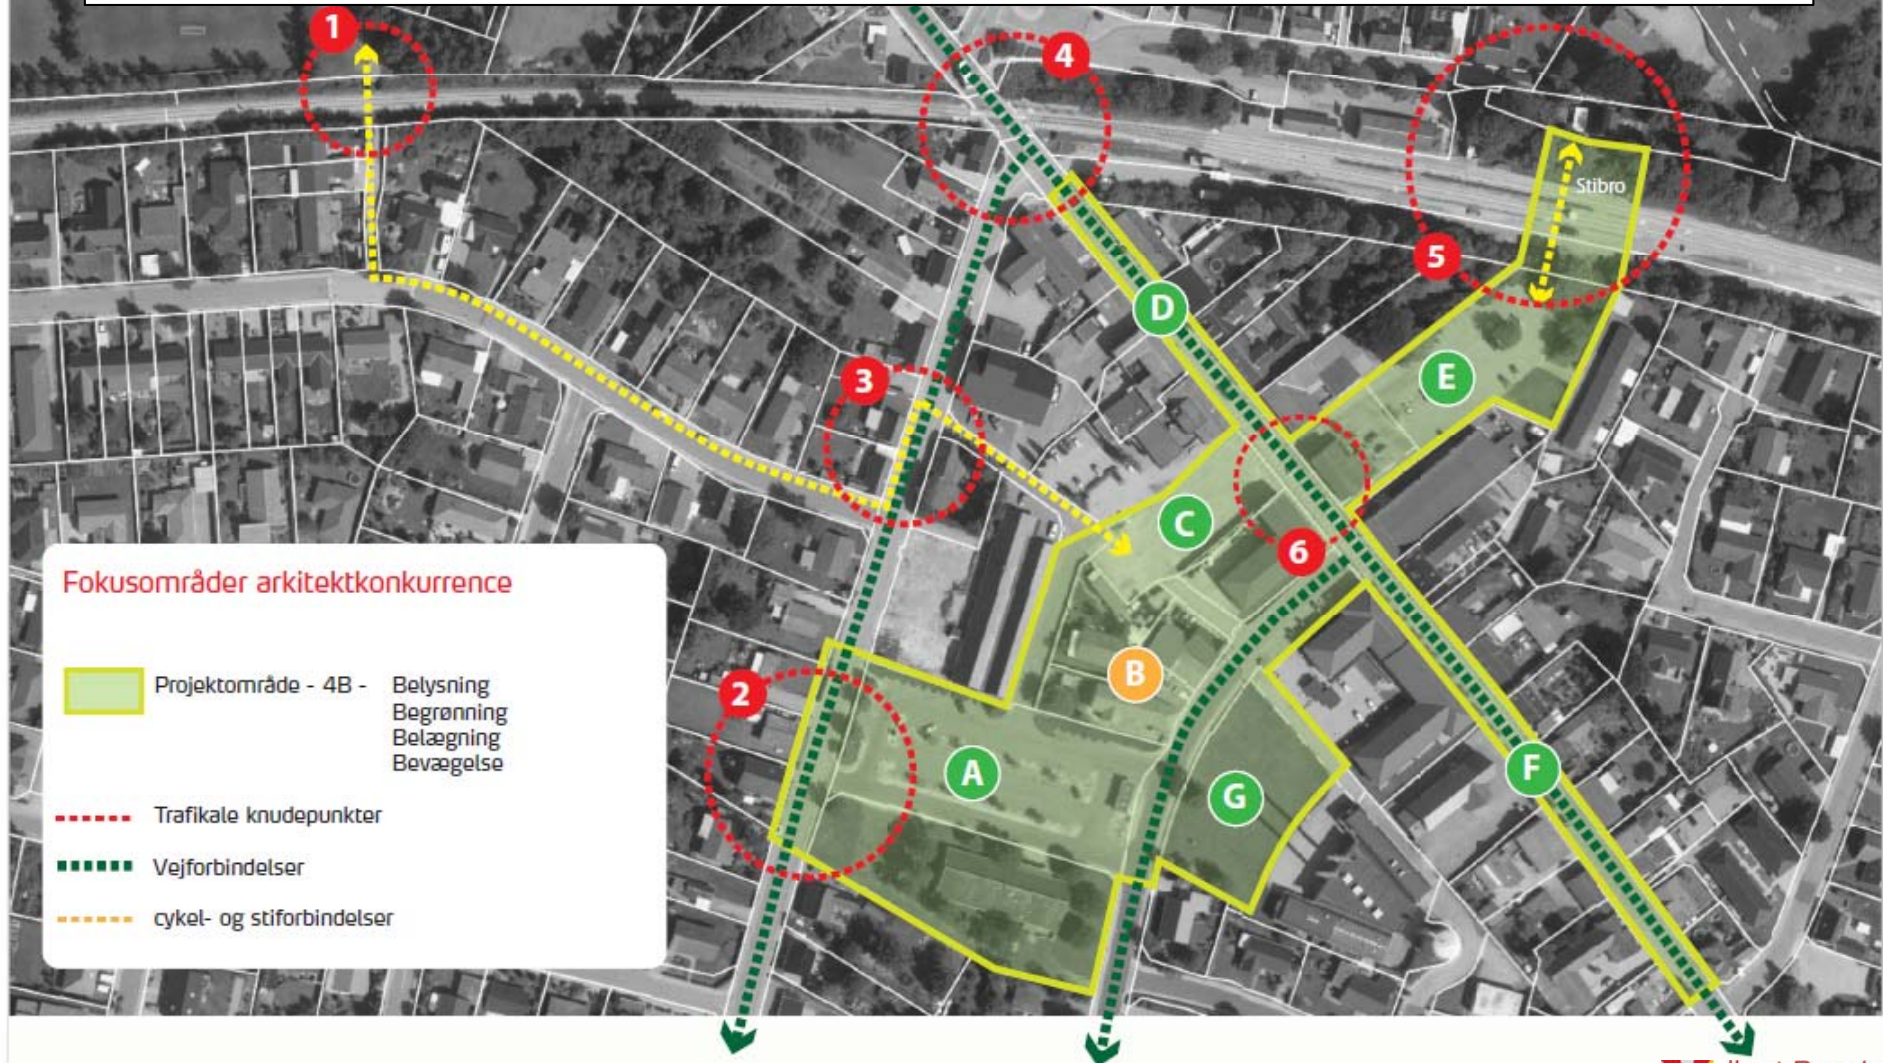 1
4
Stibro
5
D
E
3
C
6
Fokusområder arkitektkonkurrence
Projektområde - 4B - Belysning
Begrønning
Belægning
Bevægelse
Trafikale knudepunkter
Vejforbindelser
cykel- og stiforbindelser
B
2
A
G
F